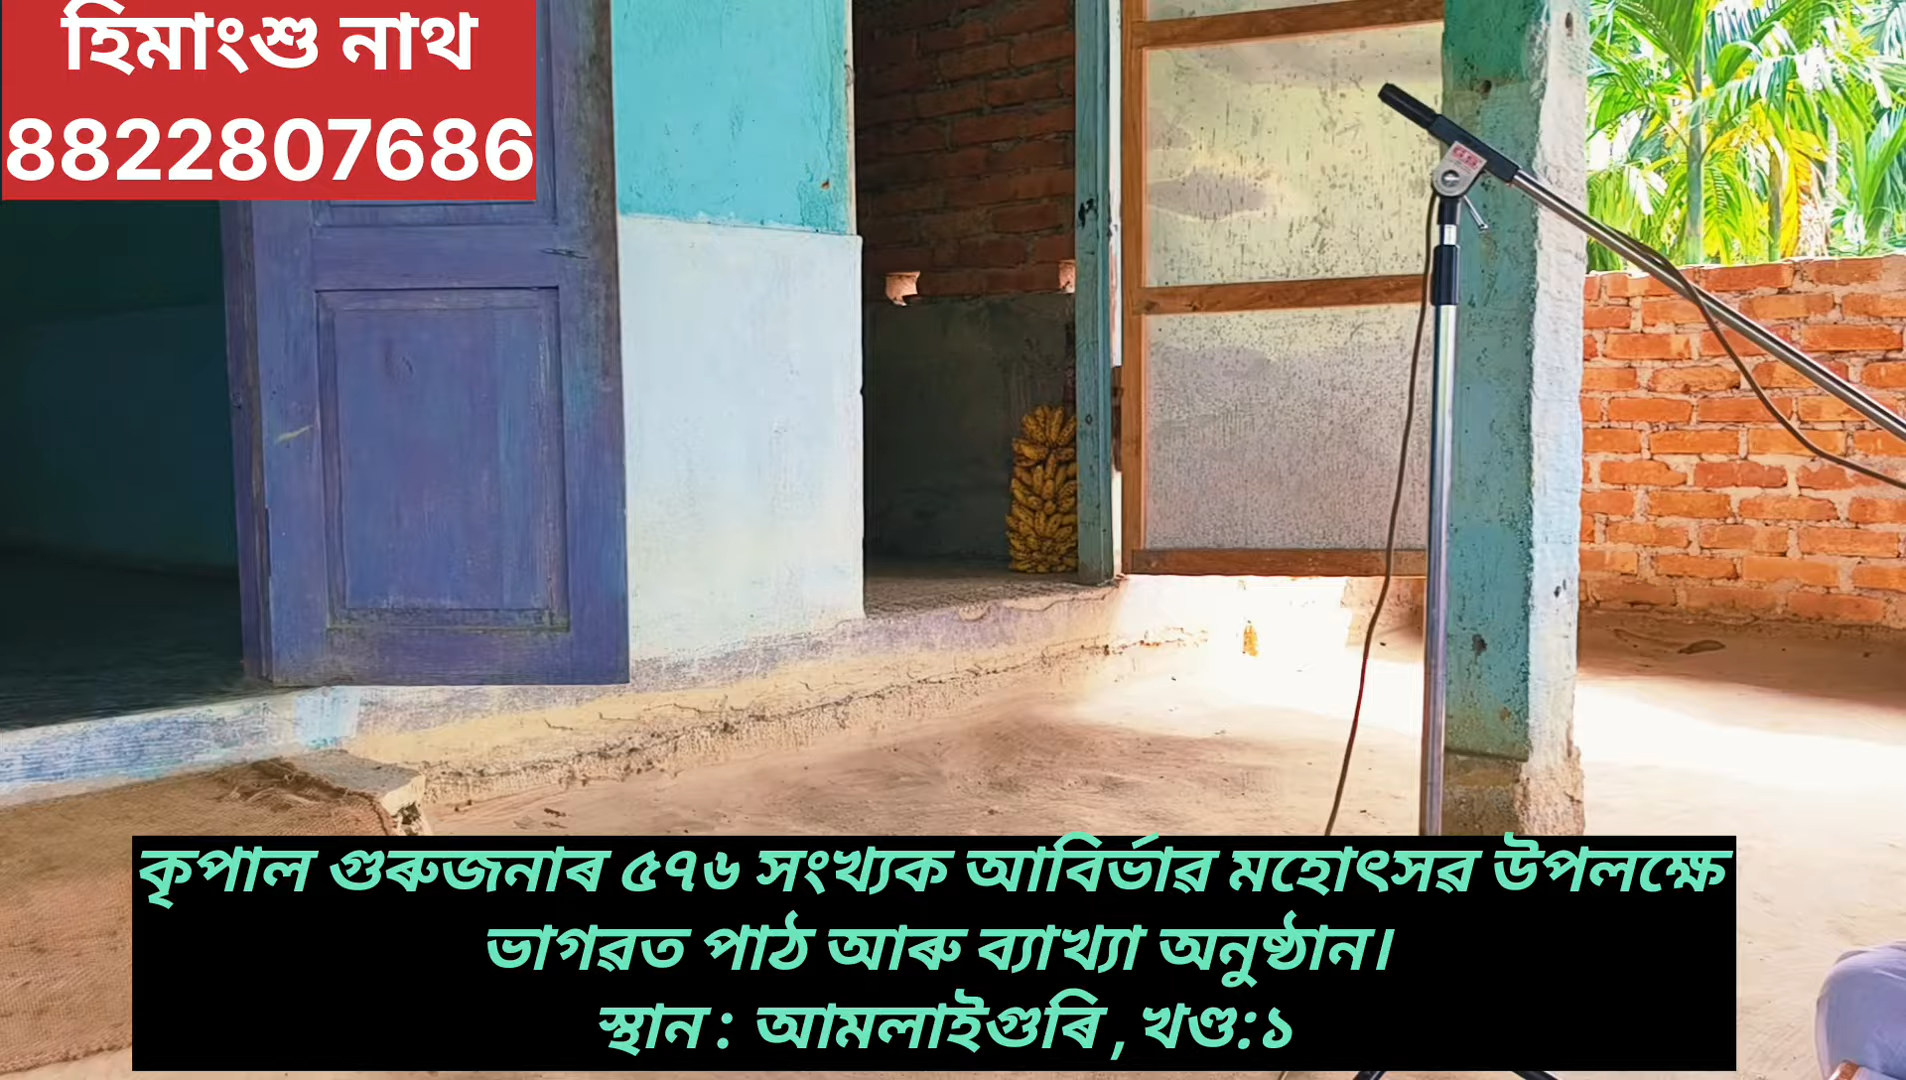 হিমাংশু নাথ
8822807686
কৃপাল গুৰুজনাৰ ৫৭৬ সংখ্যক আবিৰ্ভাৱ মহোৎসৱ উপলক্ষে
ভাগৱত পাঠ আৰু ব্যাখ্যা অনুষ্ঠান।
স্থান : আমলাইগুৰি , খণ্ড:১